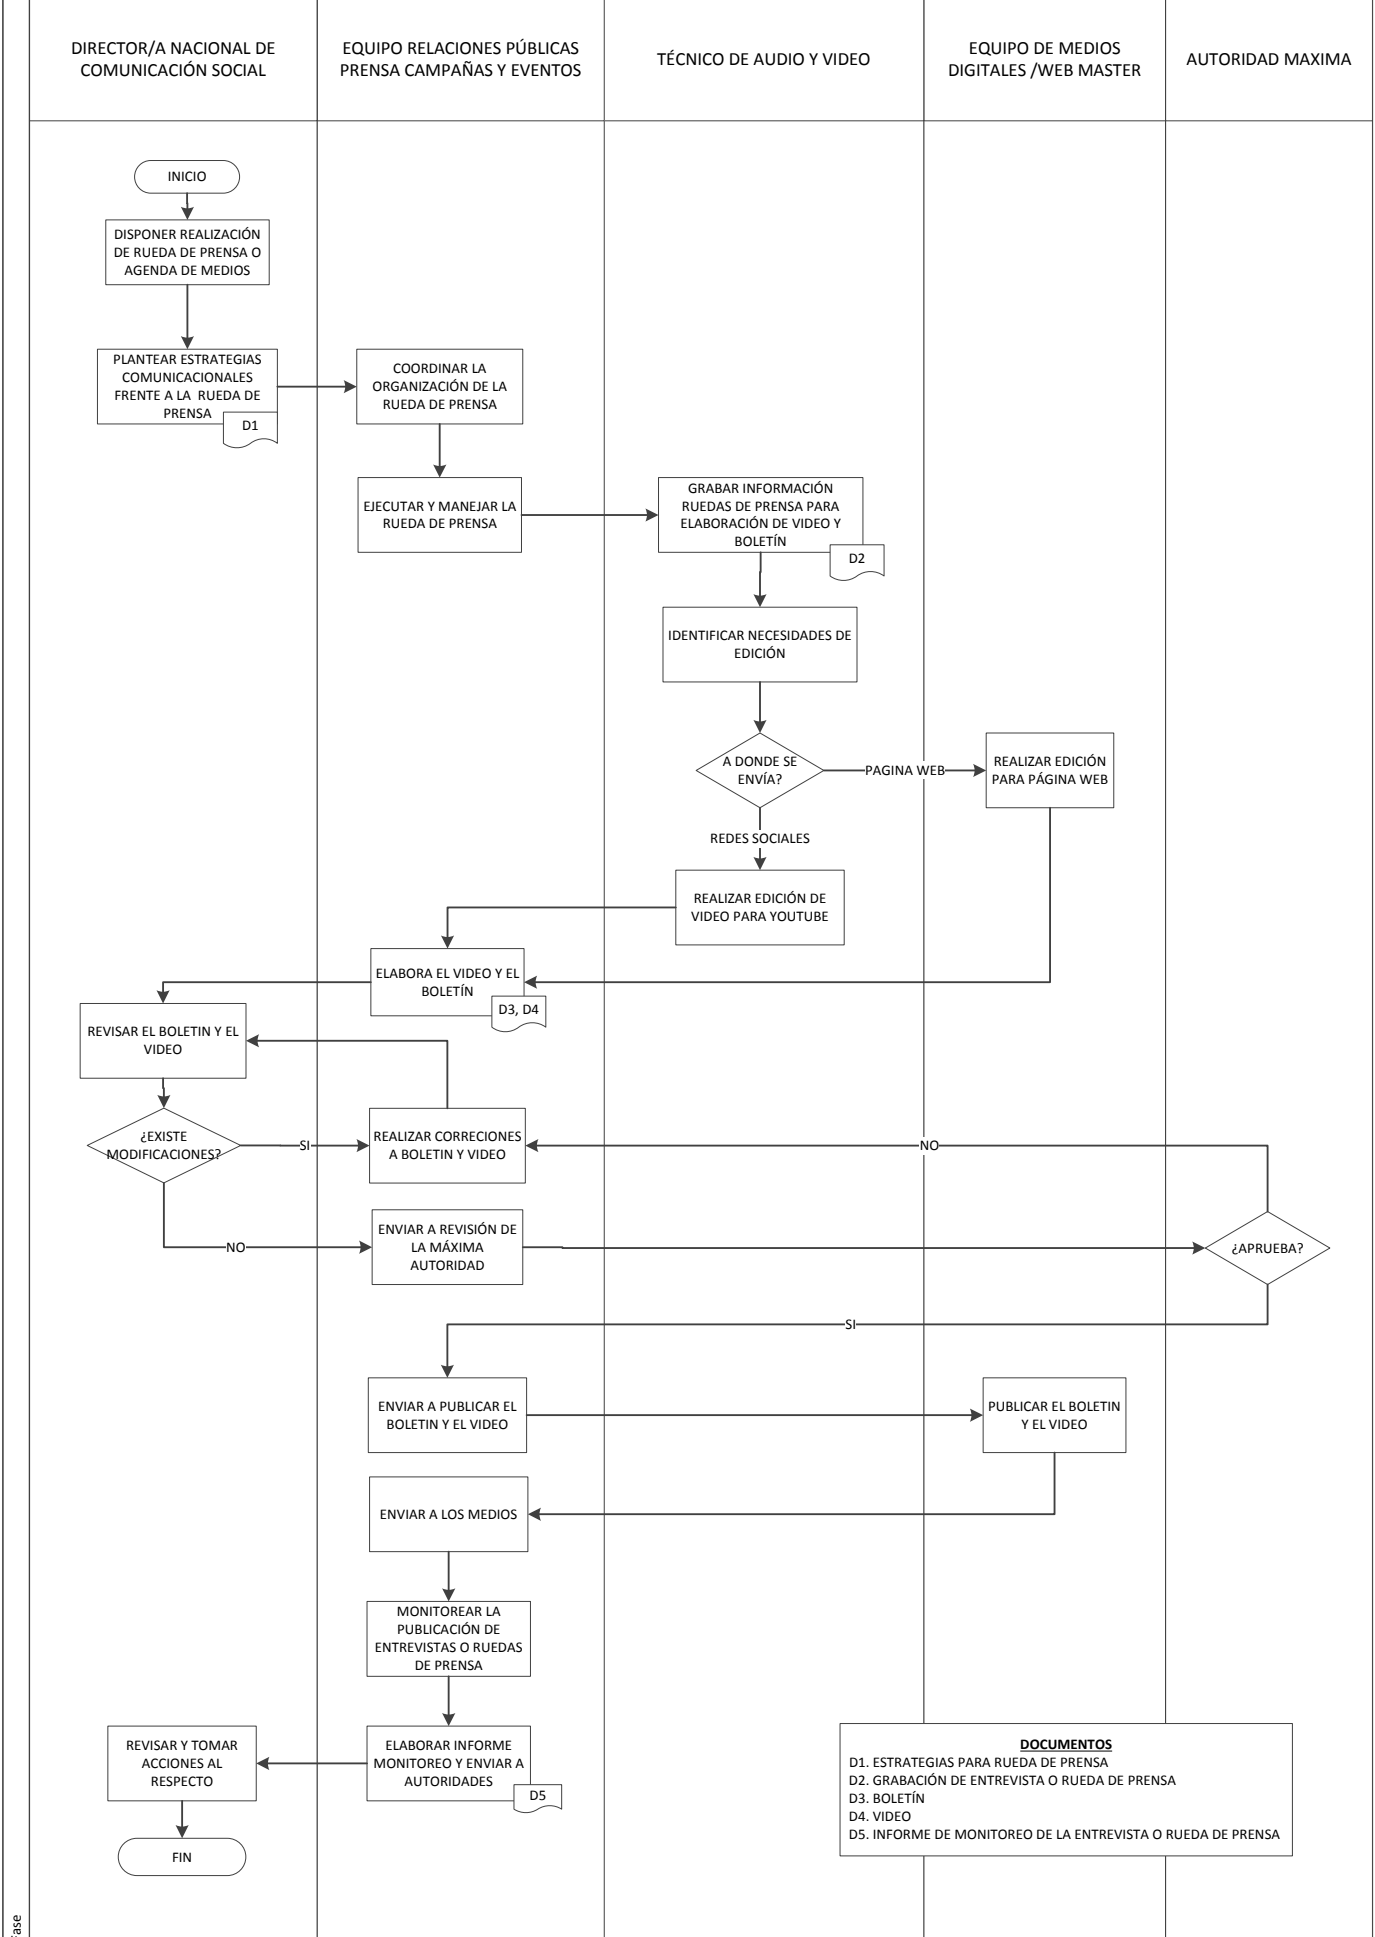 DIRECTOR/A NACIONAL DE
COMUNICACIÓN SOCIAL
EQUIPO RELACIONES PÚBLICAS
PRENSA CAMPAÑAS Y EVENTOS
TÉCNICO DE AUDIO Y VIDEO
EQUIPO DE MEDIOS
DIGITALES /WEB MASTER
AUTORIDAD MAXIMA
INICIO
DISPONER REALIZACIÓN
DE RUEDA DE PRENSA O
AGENDA DE MEDIOS
PLANTEAR ESTRATEGIAS
COMUNICACIONALES
FRENTE A LA RUEDA DE
PRENSA
D1
COORDINAR LA
ORGANIZACIÓN DE LA
RUEDA DE PRENSA
EJECUTAR Y MANEJAR LA
RUEDA DE PRENSA
GRABAR INFORMACIÓN
RUEDAS DE PRENSA PARA
ELABORACIÓN DE VIDEO Y
BOLETÍN
D2
IDENTIFICAR NECESIDADES DE
EDICIÓN
A DONDE SE
ENVÍA?
PAGINA WEB
REALIZAR EDICIÓN
PARA PÁGINA WEB
REDES SOCIALES
REALIZAR EDICIÓN DE
VIDEO PARA YOUTUBE
ELABORA EL VIDEO Y EL
BOLETÍN
D3, D4
REVISAR EL BOLETIN Y EL
VIDEO
¿EXISTE
MODIFICACIONES?
SI
REALIZAR CORRECIONES
A BOLETIN Y VIDEO
NO
NO
ENVIAR A REVISIÓN DE
LA MÁXIMA
AUTORIDAD
¿APRUEBA?
SI
ENVIAR A PUBLICAR EL
BOLETIN Y EL VIDEO
PUBLICAR EL BOLETIN
Y EL VIDEO
ENVIAR A LOS MEDIOS
MONITOREAR LA
PUBLICACIÓN DE
ENTREVISTAS O RUEDAS
DE PRENSA
ELABORAR INFORME
MONITOREO Y ENVIAR A
AUTORIDADES
D5
REVISAR Y TOMAR
ACCIONES AL
RESPECTO
FIN
DOCUMENTOS
D1. ESTRATEGIAS PARA RUEDA DE PRENSA
D2. GRABACIÓN DE ENTREVISTA O RUEDA DE PRENSA
D3. BOLETÍN
D4. VIDEO
D5. INFORME DE MONITOREO DE LA ENTREVISTA O RUEDA DE PRENSA